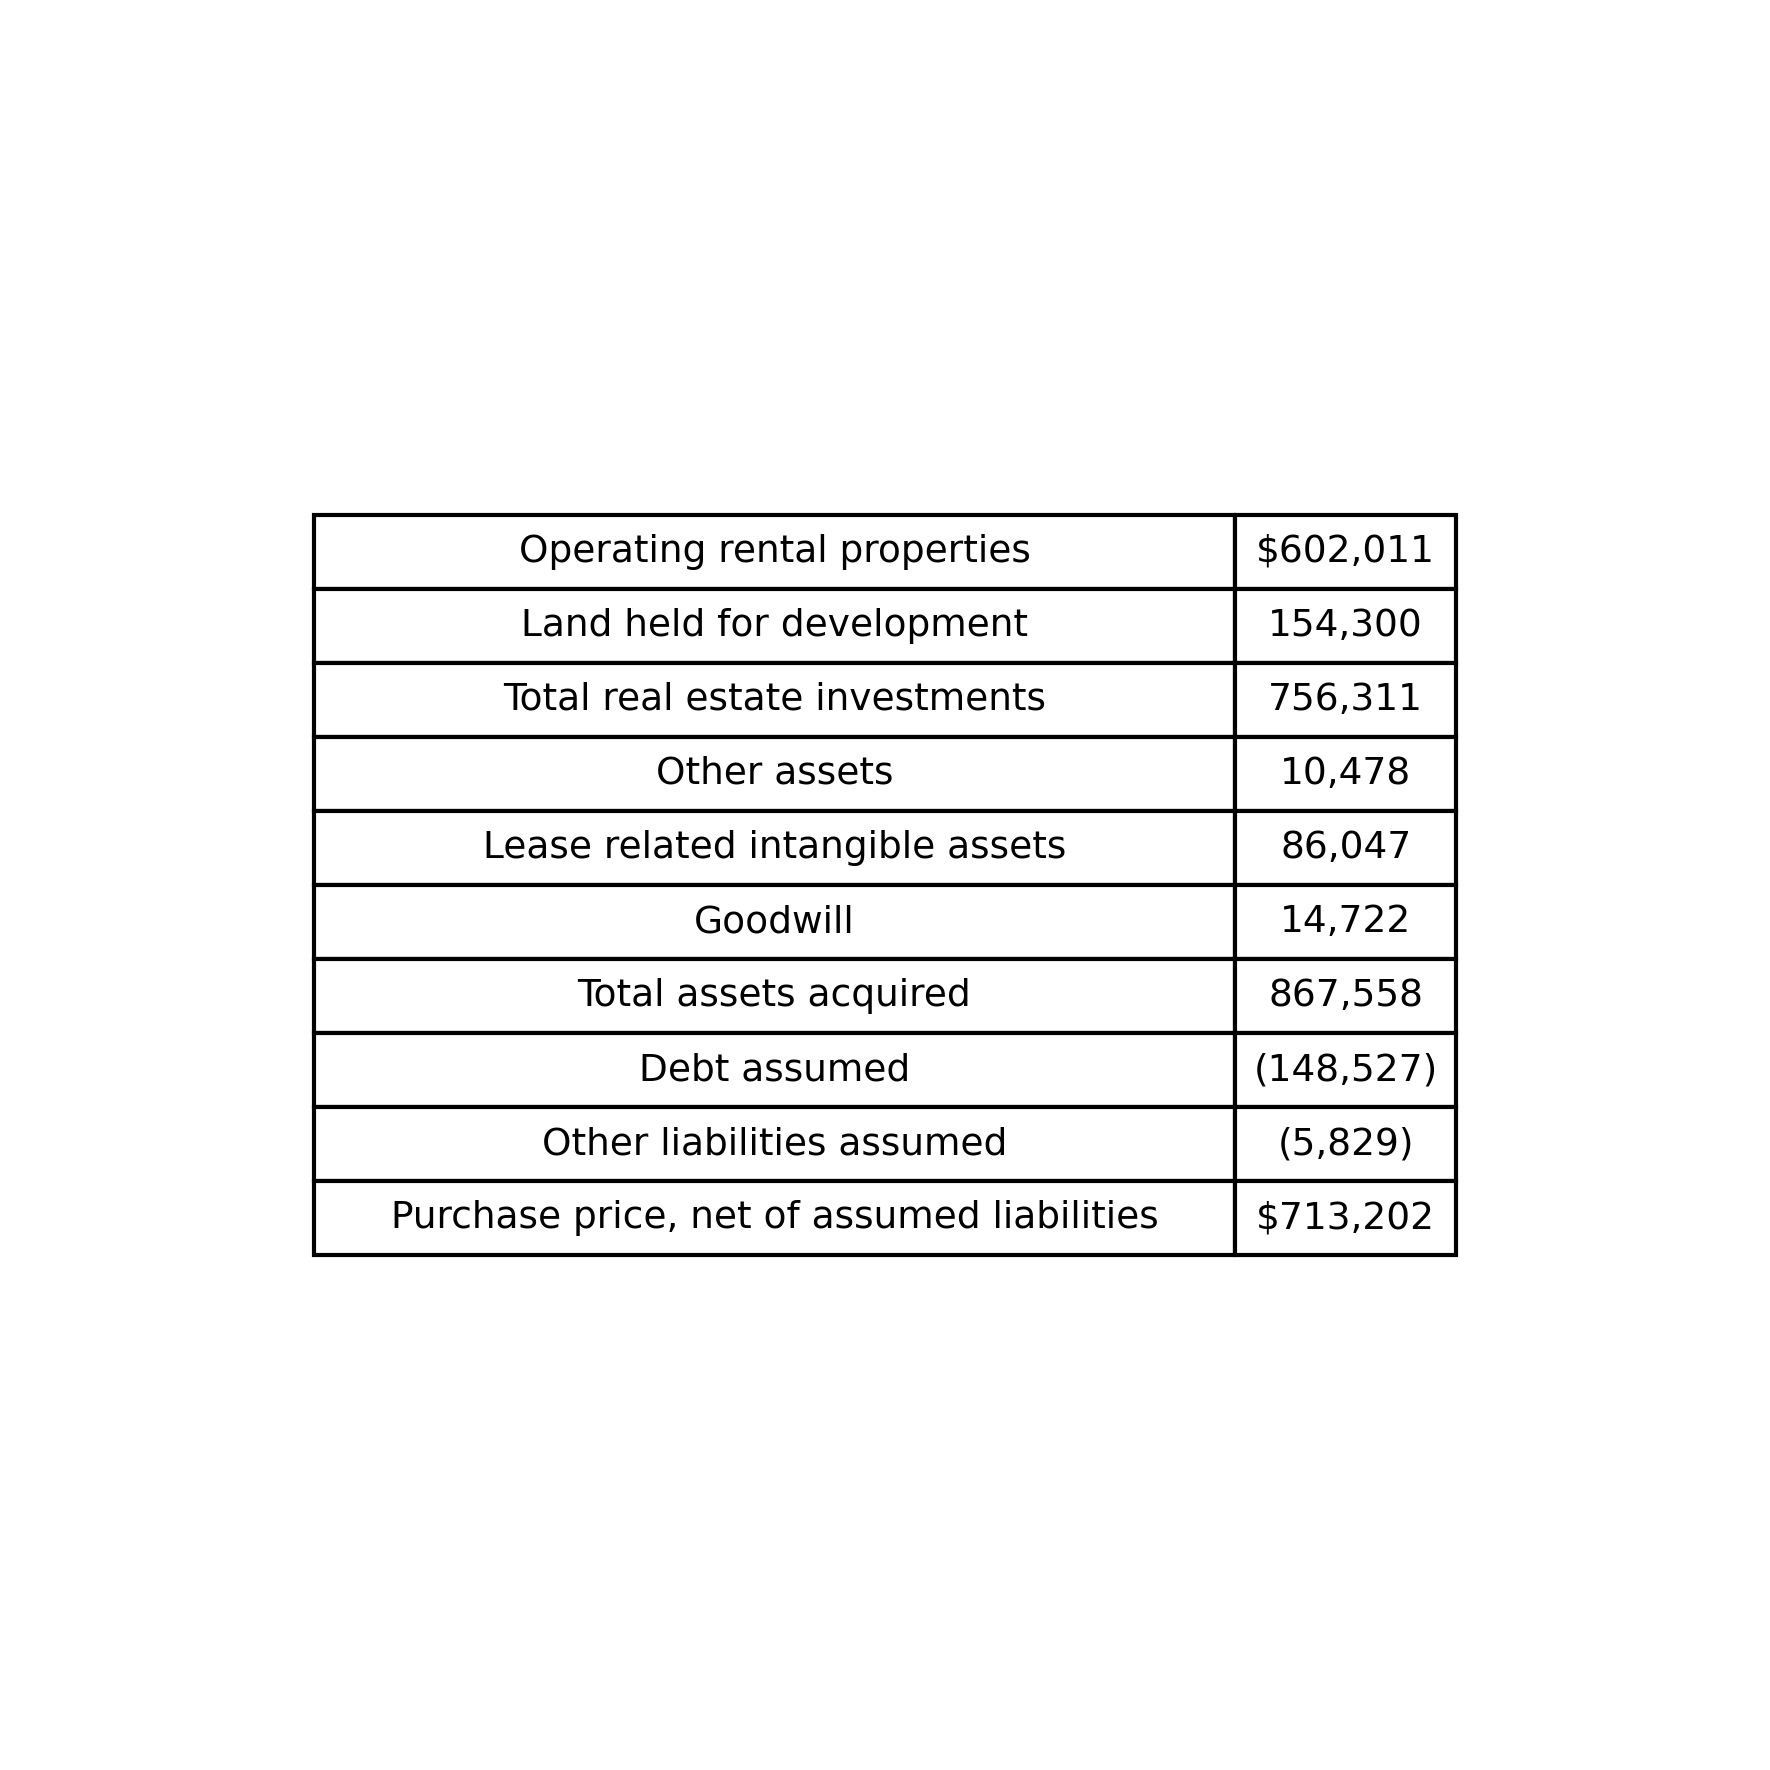 Operating rental properties $602,011
Land held for development 154,300
Total real estate investments 756,311
Other assets 10,478
Lease related intangible assets 86,047
Goodwill 14,722
Total assets acquired 867,558
Debt assumed (148,527)
Other liabilities assumed (5,829)
Purchase price, net of assumed liabilities $713,202